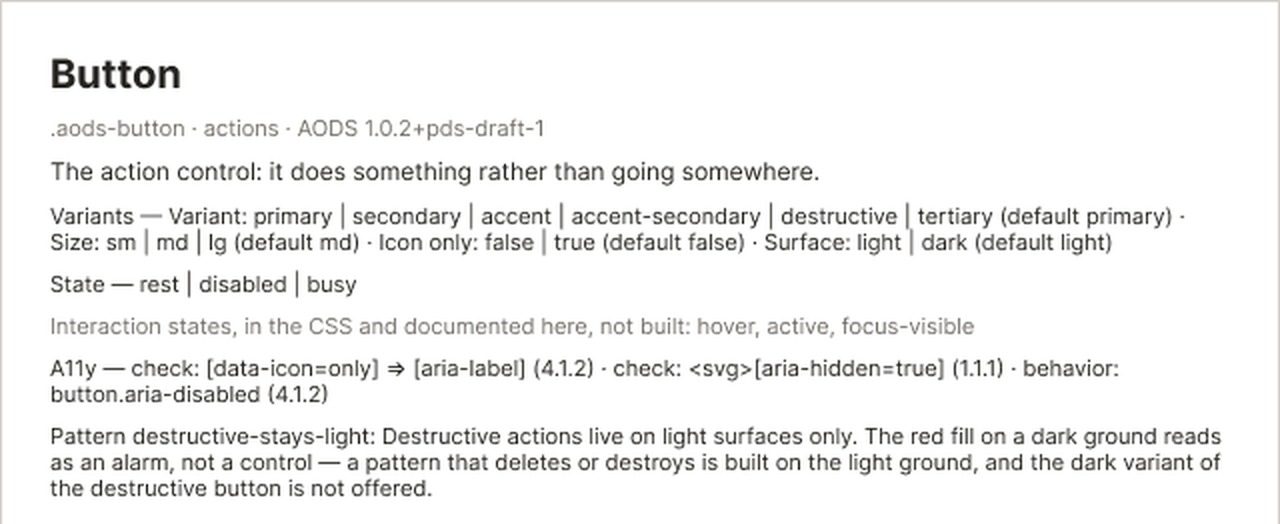 Button
.aods-button · actions · AODS 1.0.2+pds-draft-1
The action control: it does something rather than going somewhere.
Variants — Variant: primary | secondary | accent | accent-secondary | destructive | tertiary (default primary) ·
Size: sm | md | lg (default md) · Icon only: false | true (default false) · Surface: light | dark (default light)
State — rest | disabled | busy
Interaction states, in the CSS and documented here, not built: hover, active, focus-visible
A11y — check: [data-icon=only] ⇒ [aria-label] (4.1.2) · check: <svg>[aria-hidden=true] (1.1.1) · behavior:
button.aria-disabled (4.1.2)
Pattern destructive-stays-light: Destructive actions live on light surfaces only. The red fill on a dark ground reads
as an alarm, not a control — a pattern that deletes or destroys is built on the light ground, and the dark variant of
the destructive button is not offered.